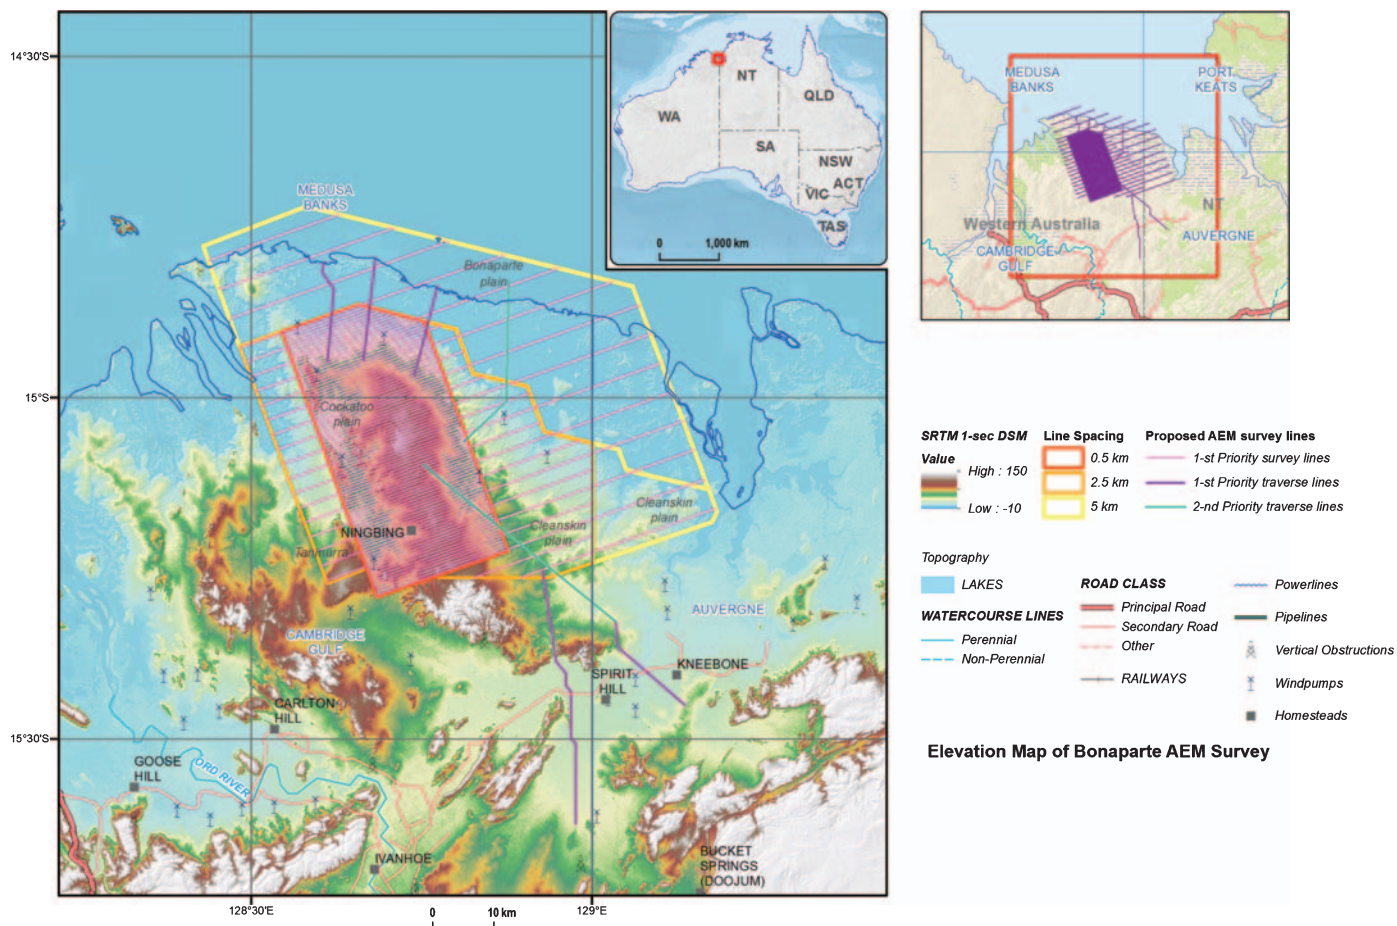 14°30'S
15°S
15°30'S
128°30'E
129°E
0
10 km
MEDUSA
BANKS
Bonaparte
plain
Cockatoo
plain
NINGBING
Tanmurra
Cleanskin
plain
Cleanskin
plain
CAMBRIDGE
GULF
AUVERGNE
KNEEBONE
SPIRIT
HILL
CARLTON
HILL
GOOSE
HILL
ORD RIVER
IVANHOE
BUCKET
SPRINGS
(DOOJUM)
WA
NT
QLD
SA
NSW
ACT
VIC
TAS
0
1,000 km
MEDUSA
BANKS
PORT
KEATS
NT
Western Australia
AUVERGNE
CAMBRIDGE
GULF
SRTM 1-sec DSM
Value
High : 150
Low : -10
Line Spacing
0.5 km
2.5 km
5 km
Proposed AEM survey lines
1-st Priority survey lines
1-st Priority traverse lines
2-nd Priority traverse lines
Topography
LAKES
WATERCOURSE LINES
Perennial
Non-Perennial
ROAD CLASS
Principal Road
Secondary Road
Other
RAILWAYS
Powerlines
Pipelines
Vertical Obstructions
Windpumps
Homesteads
Elevation Map of Bonaparte AEM Survey